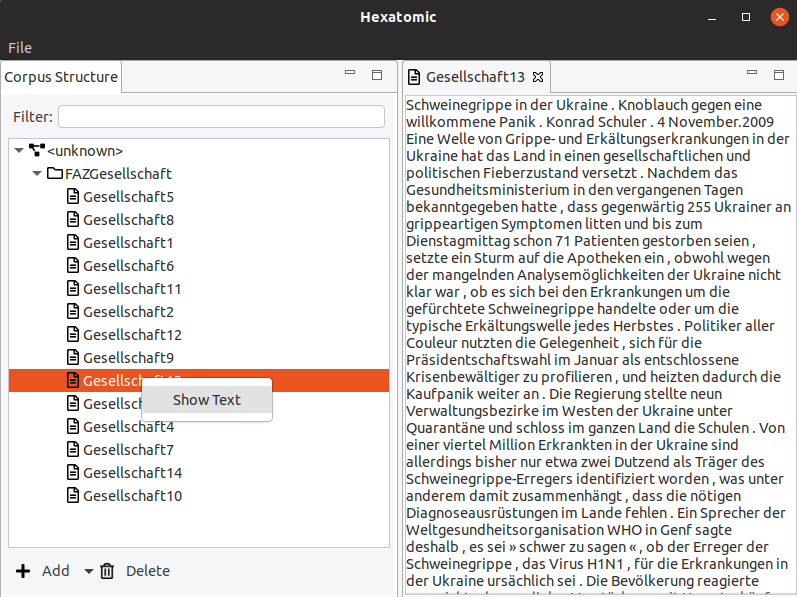 Hexatomic
File
Corpus Structure
Filter:
<unknown>
FAZGesellschaft
Gesellschaft5
Gesellschaft8
Gesellschaft1
Gesellschaft6
Gesellschaft11
Gesellschaft2
Gesellschaft12
Gesellschaft9
Show Text
Gesellschaft4
Gesellschaft7
Gesellschaft14
Gesellschaft10
Add
Delete
Gesellschaft13
Schweinegrippe in der Ukraine . Knoblauch gegen eine
willkommene Panik . Konrad Schuler . 4 November.2009
Eine Welle von Grippe- und Erkältungserkrankungen in der
Ukraine hat das Land in einen gesellschaftlichen und
politischen Fieberzustand versetzt . Nachdem das
Gesundheitsministerium in den vergangenen Tagen
bekanntgegeben hatte , dass gegenwärtig 255 Ukrainer an
grippeartigen Symptomen litten und bis zum
Dienstagmittag schon 71 Patienten gestorben seien ,
setzte ein Sturm auf die Apotheken ein , obwohl wegen
der mangelnden Analysemöglichkeiten der Ukraine nicht
klar war , ob es sich bei den Erkrankungen um die
gefürchtete Schweinegrippe handelte oder um die
typische Erkältungswelle jedes Herbstes . Politiker aller
Couleur nutzten die Gelegenheit , sich für die
Präsidentschaftswahl im Januar als entschlossene
Krisenbewältiger zu profilieren , und heizten dadurch die
Kaufpanik weiter an . Die Regierung stellte neun
Verwaltungsbezirke im Westen der Ukraine unter
Quarantäne und schloss im ganzen Land die Schulen . Von
einer viertel Million Erkrankten in der Ukraine sind
allerdings bisher nur etwa zwei Dutzend als Träger des
Schweinegrippe-Erregers identifiziert worden , was unter
anderem damit zusammenhängt , dass die nötigen
Diagnoseausrüstungen im Lande fehlen . Ein Sprecher der
Weltgesundheitsorganisation WHO in Genf sagte
deshalb , es sei » schwer zu sagen « , ob der Erreger der
Schweinegrippe , das Virus H1N1 , für die Erkrankungen in
der Ukraine ursächlich sei . Die Bevölkerung reagierte